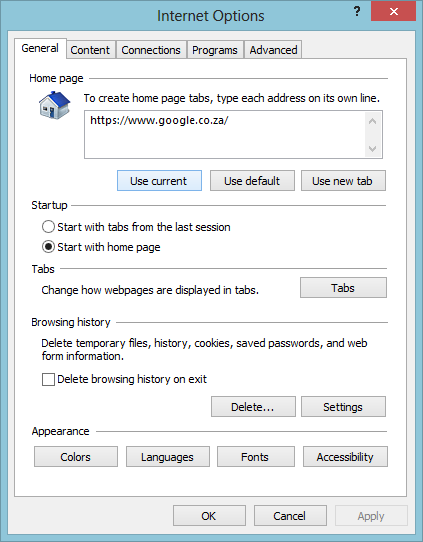 Internet Options
?
General Content Connections Programs Advanced
Home page
To create home page tabs, type each address on its own line.
https://www.google.co.za/
Use current Use default Use new tab
Startup
Start with tabs from the last session
Start with home page
Tabs
Change how webpages are displayed in tabs. Tabs
Browsing history
Delete temporary files, history, cookies, saved passwords, and web
form information.
Delete browsing history on exit
Delete... Settings
Appearance
Colors Languages Fonts Accessibility
OK Cancel Apply